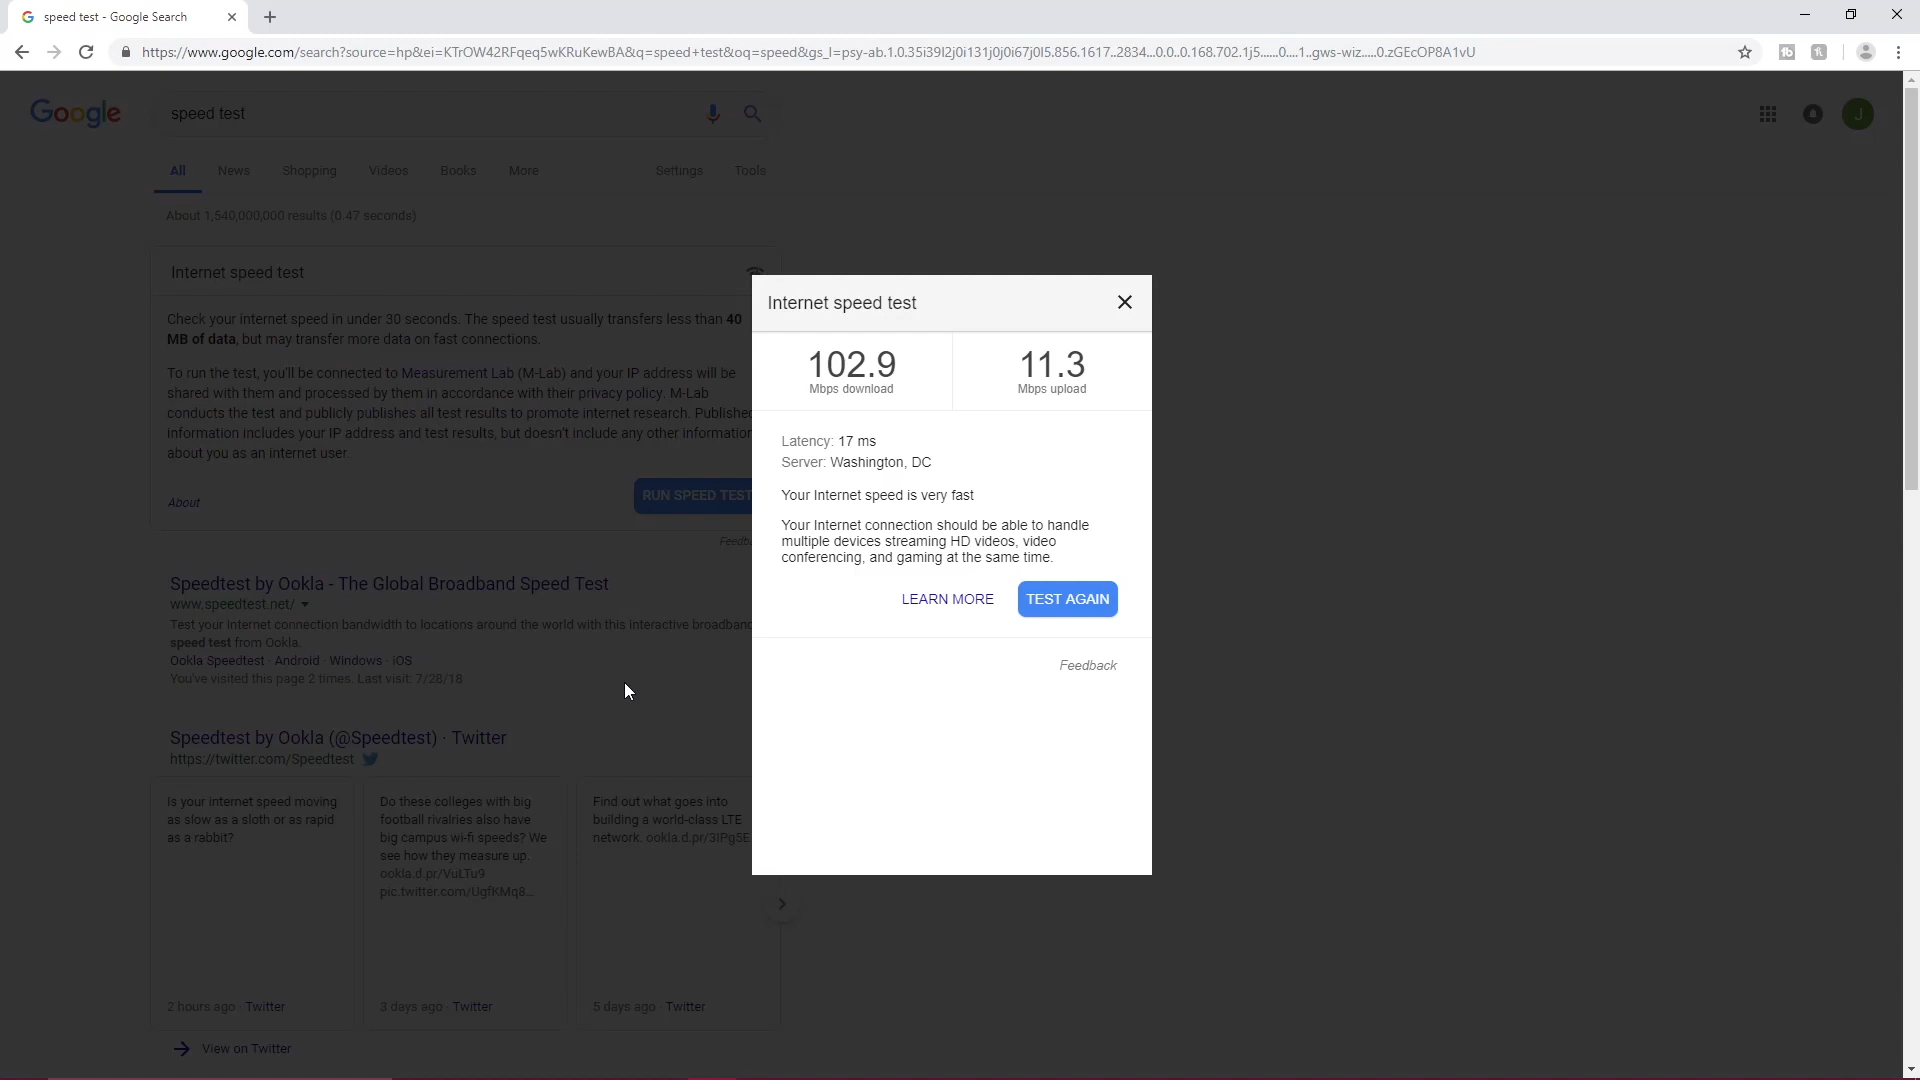 speed test - Google Search
https://www.google.com/search?source=hp&ei=KTrOW42RFqeq5wKRuKewBA&q=speed+test&oq=speed&gs_l=psy-ab.1.0.35i39l2j0i131j0j0i67j0l5.856.1617..2834...0.0..0.168.702.1j5......0....1..gws-wiz.....0.zGEcOP8A1vU
Google
speed test
J
All
News
Shopping
Videos
Books
More
Settings
Tools
About 1,540,000,000 results (0.47 seconds)
Internet speed test
Check your internet speed in under 30 seconds. The speed test usually transfers less than 40
MB of data, but may transfer more data on fast connections.
To run the test, you'll be connected to Measurement Lab (M-Lab) and your IP address will be
shared with them and processed by them in accordance with their privacy policy. M-Lab
conducts the test and publicly publishes all test results to promote internet research. Published
information includes your IP address and test results, but doesn't include any other information
about you as an internet user.
About
RUN SPEED TEST
Speedtest by Ookla - The Global Broadband Speed Test
www.speedtest.net/
Test your Internet connection bandwidth to locations around the world with this interactive broadband
speed test from Ookla.
Ookla Speedtest · Android · Windows · iOS
You've visited this page 2 times. Last visit: 7/28/18
Speedtest by Ookla (@Speedtest) · Twitter
https://twitter.com/Speedtest
Is your internet speed moving
as slow as a sloth or as rapid
as a rabbit?
2 hours ago · Twitter
Do these colleges with big
football rivalries also have
big campus wi-fi speeds? We
see how they measure up.
ookla.d.pr/VuLTu9
pic.twitter.com/UgfKMq8...
3 days ago · Twitter
Find out what goes into
building a world-class LTE
network. ookla.d.pr/3IPg5E
5 days ago · Twitter
View on Twitter
Internet speed test
102.9
Mbps download
11.3
Mbps upload
Latency: 17 ms
Server: Washington, DC
Your Internet speed is very fast
Your Internet connection should be able to handle
multiple devices streaming HD videos, video
conferencing, and gaming at the same time.
LEARN MORE
TEST AGAIN
Feedback